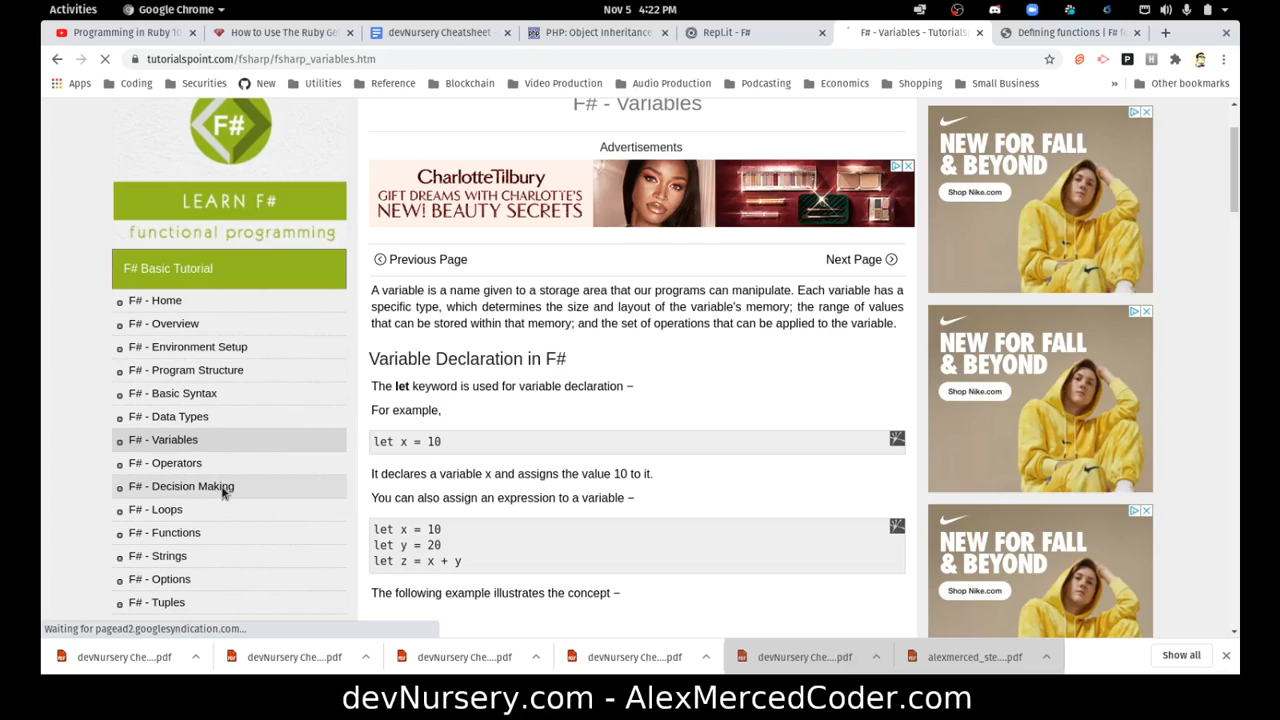 Activities
Google Chrome
Nov 5 4:22 PM
Programming in Ruby 10
How to Use The Ruby Ge
devNursery Cheatsheet -
PHP: Object Inheritance
Repl.it - F#
F# - Variables - Tutorials
Defining functions | F# f
tutorialspoint.com/fsharp/fsharp_variables.htm
Apps
Coding
Securities
New
Utilities
Reference
Blockchain
Video Production
Audio Production
Podcasting
Economics
Shopping
Small Business
»
Other bookmarks
F#
LEARN F#
functional programming
F# Basic Tutorial
F# - Home
F# - Overview
F# - Environment Setup
F# - Program Structure
F# - Basic Syntax
F# - Data Types
F# - Variables
F# - Operators
F# - Decision Making
F# - Loops
F# - Functions
F# - Strings
F# - Options
F# - Tuples
Waiting for pagead2.googlesyndication.com...
F# - Variables
Advertisements
CharlotteTilbury
GIFT DREAMS WITH CHARLOTTE'S
NEW! BEAUTY SECRETS
Previous Page
Next Page
A variable is a name given to a storage area that our programs can manipulate. Each variable has a
specific type, which determines the size and layout of the variable's memory; the range of values
that can be stored within that memory; and the set of operations that can be applied to the variable.
Variable Declaration in F#
The let keyword is used for variable declaration −
For example,
let x = 10
It declares a variable x and assigns the value 10 to it.
You can also assign an expression to a variable −
let x = 10
let y = 20
let z = x + y
The following example illustrates the concept −
NEW FOR FALL
& BEYOND
Shop Nike.com
NEW FOR FALL
& BEYOND
Shop Nike.com
NEW FOR FALL
& BEYOND
Shop Nike.com
devNursery Che....pdf
devNursery Che....pdf
devNursery Che....pdf
devNursery Che....pdf
devNursery Che....pdf
alexmerced_ste....pdf
Show all
devNursery.com - AlexMercedCoder.com